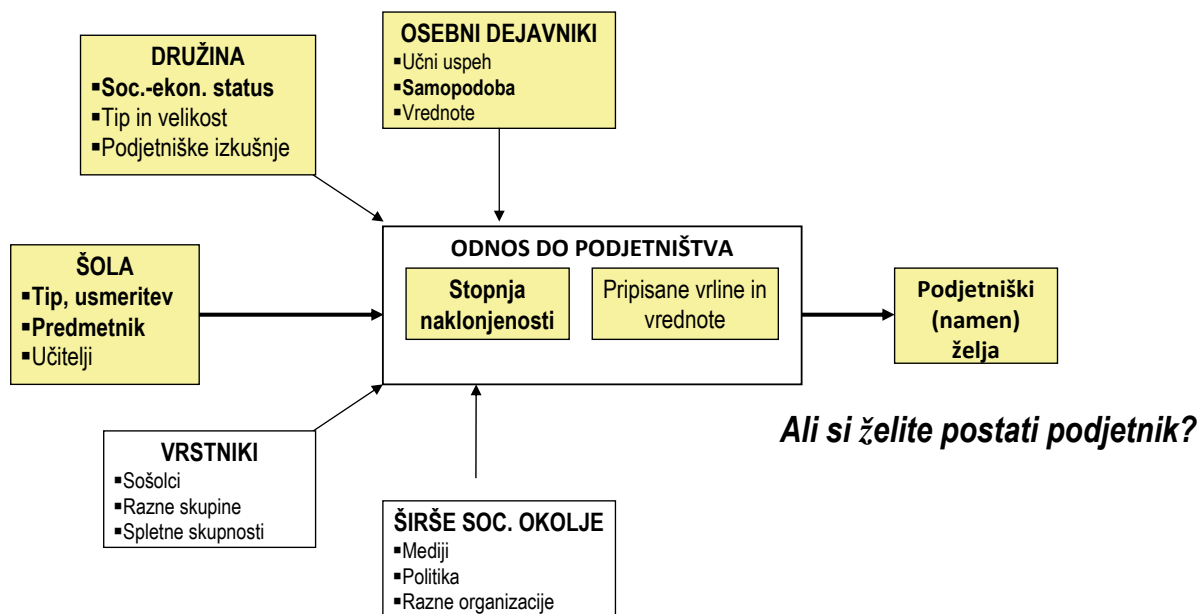 OSEBNI DEJAVNIKI
▪Učni uspeh
▪Samopodoba
▪Vrednote
DRUŽINA
▪Soc.-ekon. status
▪Tip in velikost
▪Podjetniške izkušnje
ŠOLA
▪Tip, usmeritev
▪Predmetnik
▪Učitelji
ODNOS DO PODJETNIŠTVA
Stopnja
naklonjenosti
Pripisane vrline in
vrednote
Podjetniški
(namen)
želja
Ali si želite postati podjetnik?
VRSTNIKI
▪Sošolci
▪Razne skupine
▪Spletne skupnosti
ŠIRŠE SOC. OKOLJE
▪Mediji
▪Politika
▪Razne organizacije